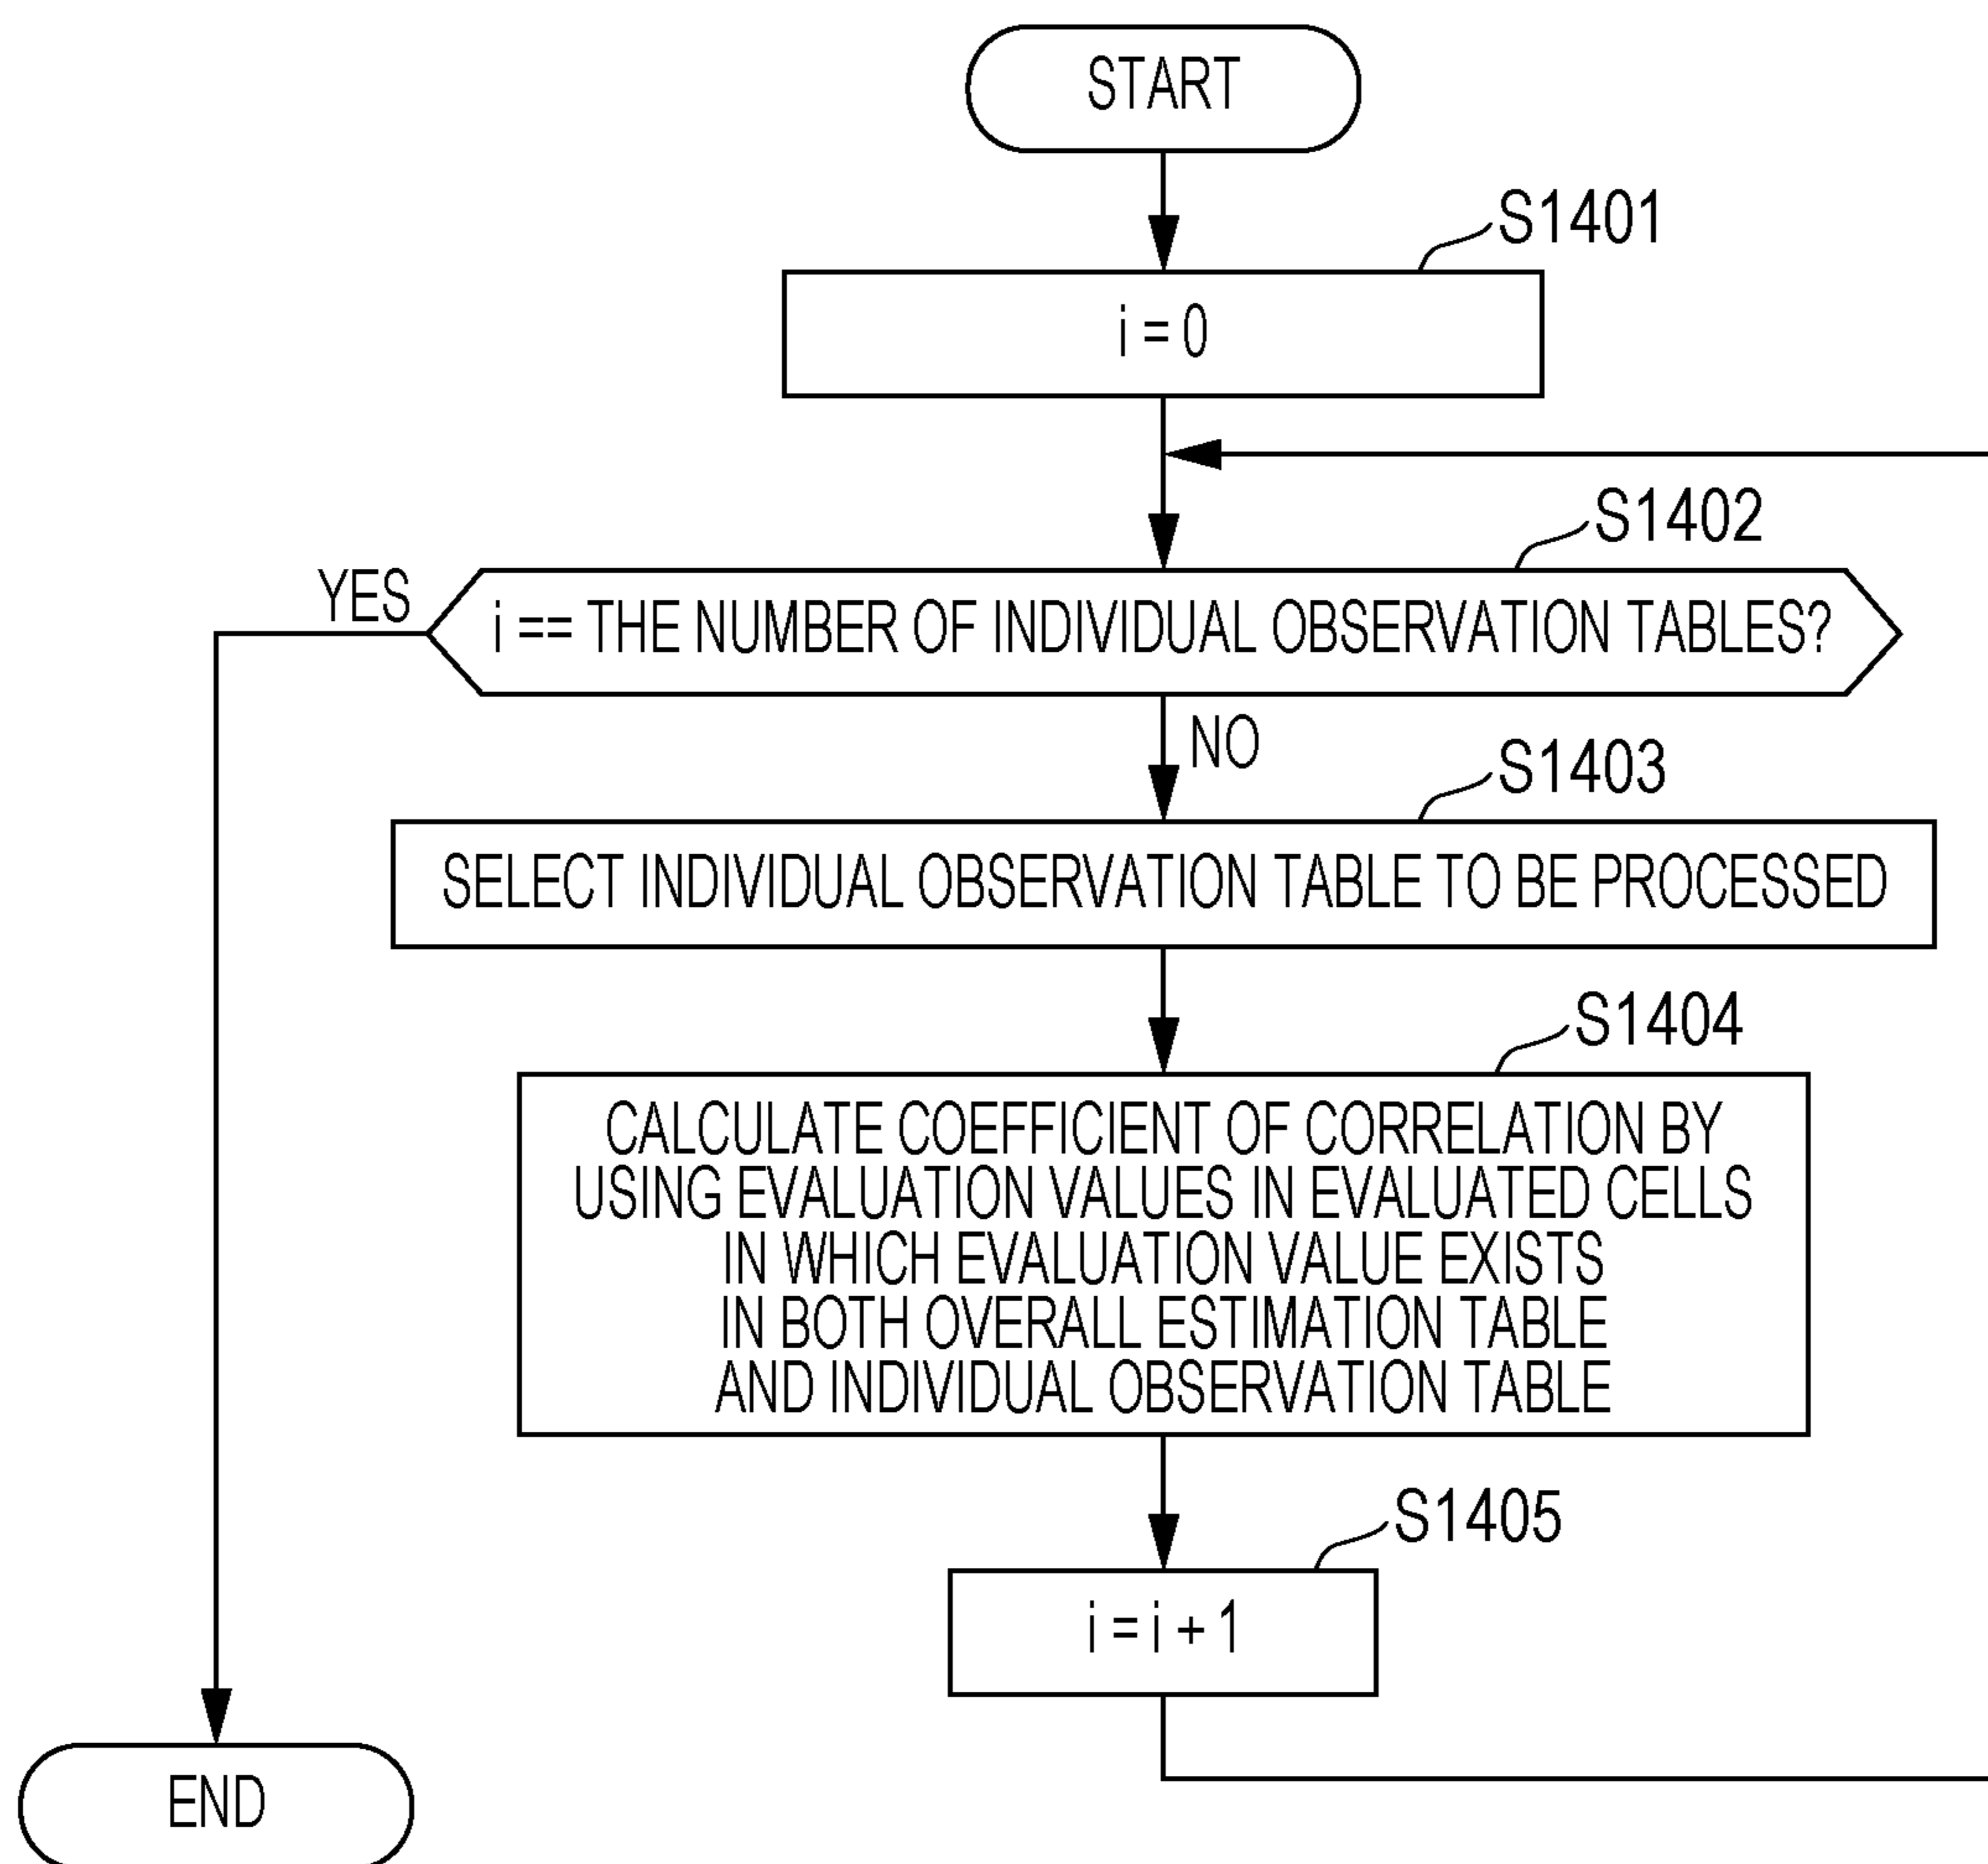 START
S1401
i = 0
S1402
YES
i == THE NUMBER OF INDIVIDUAL OBSERVATION TABLES?
NO
S1403
SELECT INDIVIDUAL OBSERVATION TABLE TO BE PROCESSED
S1404
CALCULATE COEFFICIENT OF CORRELATION BY
USING EVALUATION VALUES IN EVALUATED CELLS
IN WHICH EVALUATION VALUE EXISTS
IN BOTH OVERALL ESTIMATION TABLE
AND INDIVIDUAL OBSERVATION TABLE
S1405
i = i + 1
END